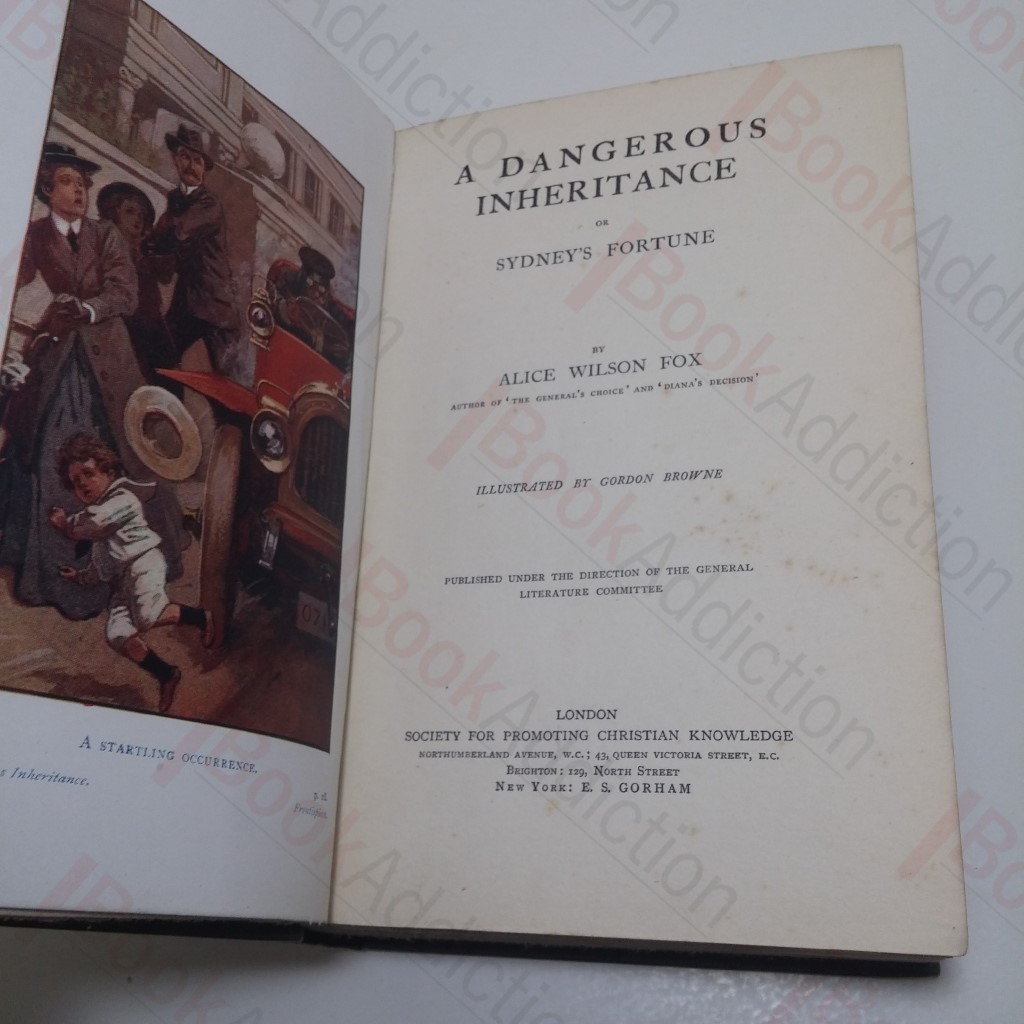 A STARTLING OCCURRENCE.
Inheritance.
Frontispiece.
A DANGEROUS
INHERITANCE
OR
SYDNEY'S FORTUNE
BY
ALICE WILSON FOX
AUTHOR OF 'THE GENERAL'S CHOICE' AND 'DIANA'S DECISION'
ILLUSTRATED BY GORDON BROWNE
PUBLISHED UNDER THE DIRECTION OF THE GENERAL
LITERATURE COMMITTEE
LONDON
SOCIETY FOR PROMOTING CHRISTIAN KNOWLEDGE
NORTHUMBERLAND AVENUE, W.C.; 43, QUEEN VICTORIA STREET, E.C.
BRIGHTON: 129, NORTH STREET
NEW YORK: E. S. GORHAM
BookAddiction